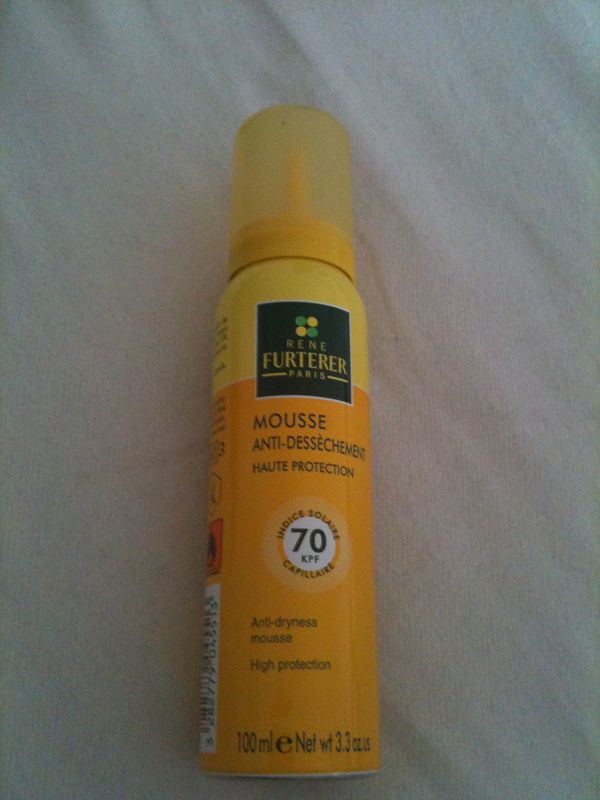 RENE
FURTERER
PARIS
MOUSSE
ANTI-DESSÈCHEMENT
HAUTE PROTECTION
INDICE SOLAIRE
70
KPF
CAPILLAIRE
Anti-dryness
mousse
High protection
100 ml e Net wt 3.3 oz.us